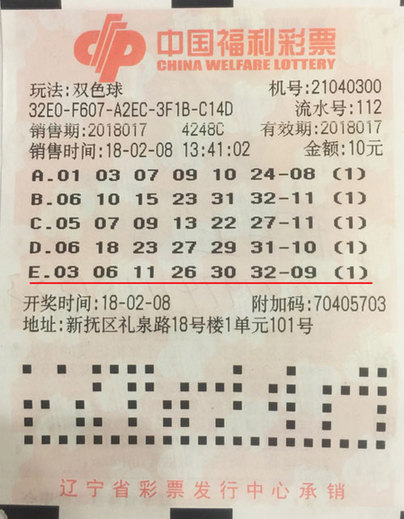 中国福利彩票
CHINA WELFARE LOTTERY
玩法:双色球 机号:21040300
32E0-F607-A2EC-3F1B-C14D 流水号:112
销售期:2018017 4248C 有效期:2018017
销售时间:18-02-08 13:41:02 金额:10元
A.01 03 07 09 10 24-08 (1)
B.06 10 15 23 31 32-11 (1)
C.05 07 09 13 22 27-11 (1)
D.06 18 23 27 29 31-10 (1)
E.03 06 11 26 30 32-09 (1)
开奖时间:18-02-08 附加码:70405703
地址:新抚区礼泉路18号楼1单元101号
辽宁省彩票发行中心承销